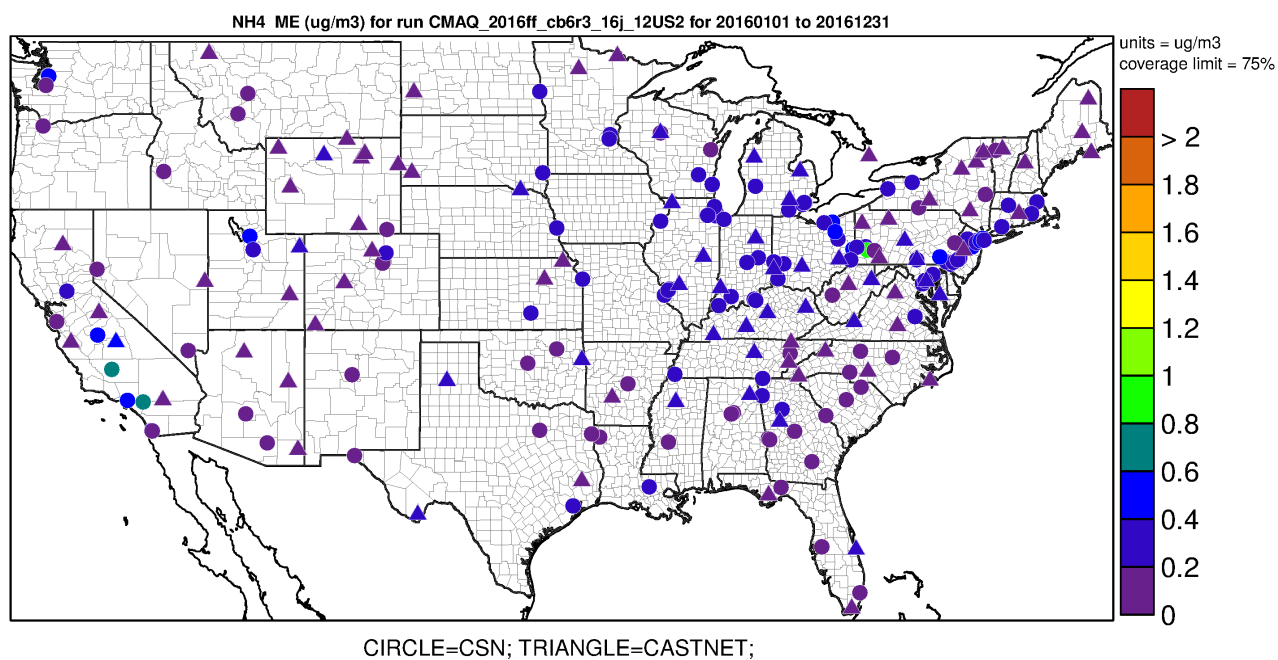 NH4 ME (ug/m3) for run CMAQ_2016ff_cb6r3_16j_12US2 for 20160101 to 20161231
units = ug/m3
coverage limit = 75%
> 2
1.8
1.6
1.4
1.2
1
0.8
0.6
0.4
0.2
0
CIRCLE=CSN; TRIANGLE=CASTNET;